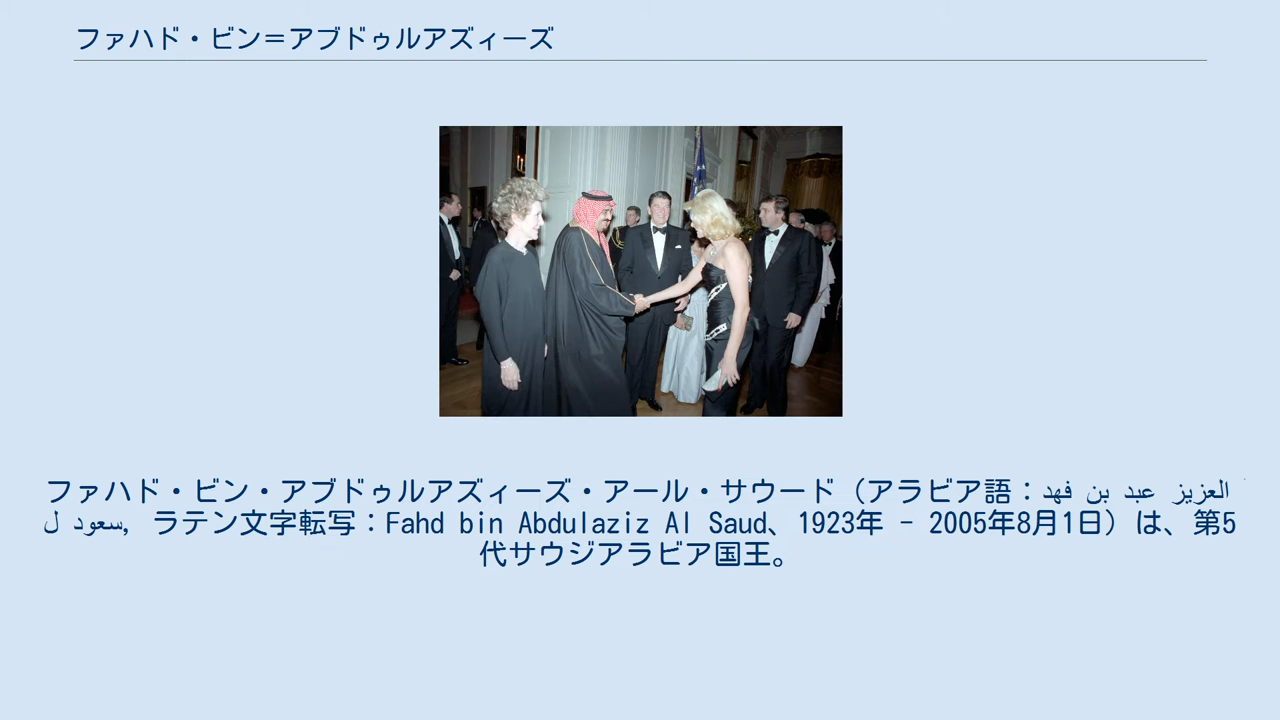 ファハド・ビン＝アブドゥルアズィーズ
ファハド・ビン・アブドゥルアズィーズ・アール・サウード（アラビア語：فهد بن عبد العزيز
ل سعود, ラテン文字転写：Fahd bin Abdulaziz Al Saud、1923年 - 2005年8月1日）は、第5
代サウジアラビア国王。